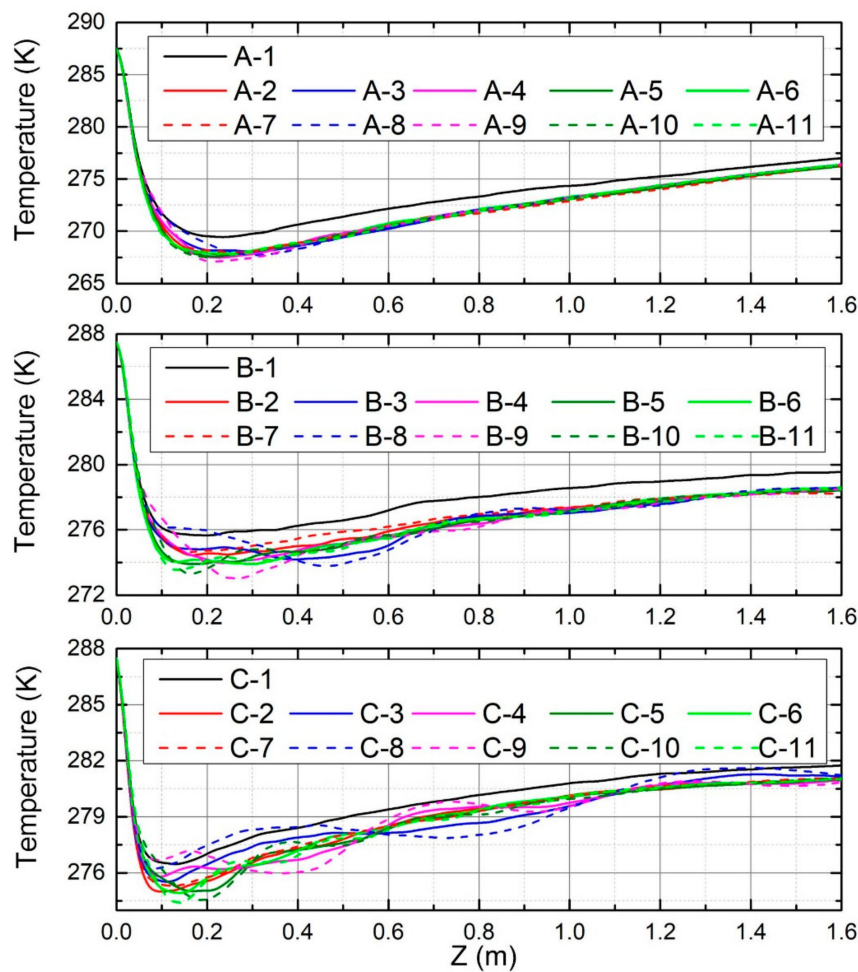 290
285
280
275
270
265
Temperature (K)
A-1
A-2 A-3 A-4 A-5 A-6
A-7 A-8 A-9 A-10 A-11
0.0 0.2 0.4 0.6 0.8 1.0 1.2 1.4 1.6
288
284
280
276
272
Temperature (K)
B-1
B-2 B-3 B-4 B-5 B-6
B-7 B-8 B-9 B-10 B-11
0.0 0.2 0.4 0.6 0.8 1.0 1.2 1.4 1.6
288
285
282
279
276
Temperature (K)
C-1
C-2 C-3 C-4 C-5 C-6
C-7 C-8 C-9 C-10 C-11
0.0 0.2 0.4 0.6 0.8 1.0 1.2 1.4 1.6
Z (m)